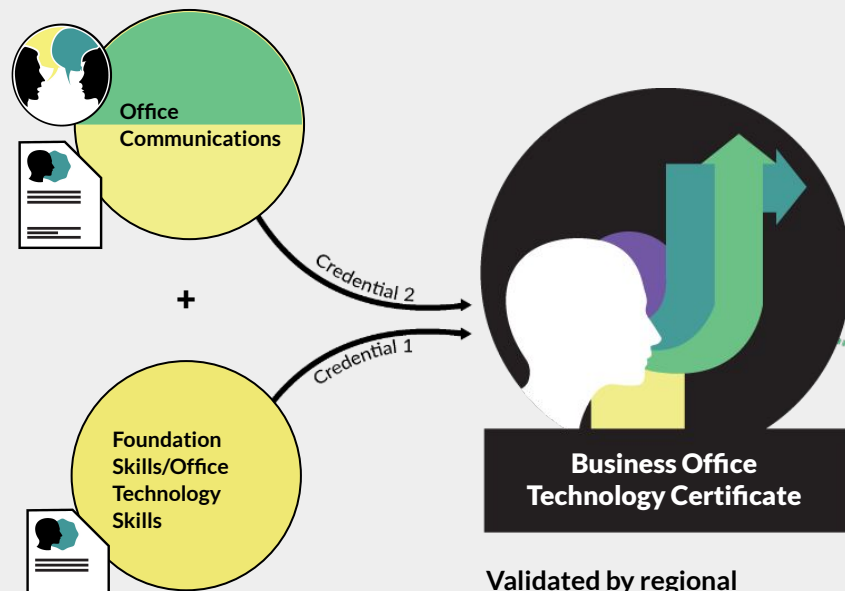 Office
Communications
Credential 2
+
Credential 1
Foundation
Skills/Office
Technology
Skills
Business Office
Technology Certificate
Validated by regional